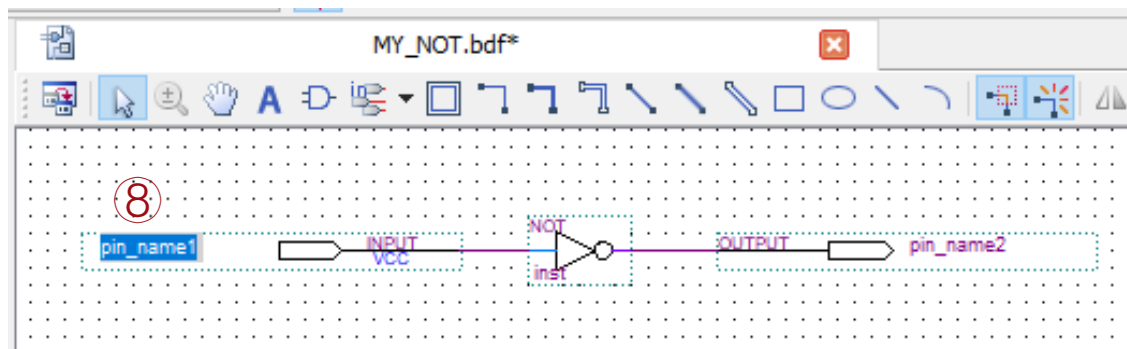 MY_NOT.bdf*
A
⑧
pin_name1
INPUT
VCC
NOT
inst
OUTPUT
pin_name2